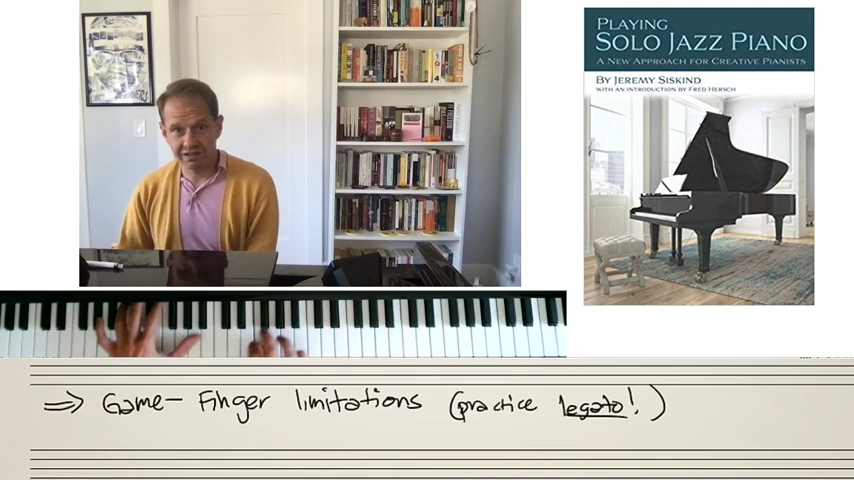 PLAYING
SOLO JAZZ PIANO
A NEW APPROACH FOR CREATIVE PIANISTS
BY JEREMY SISKIND
WITH AN INTRODUCTION BY FRED HERSCH
⇒ Game – Finger limitations (practice legato!)